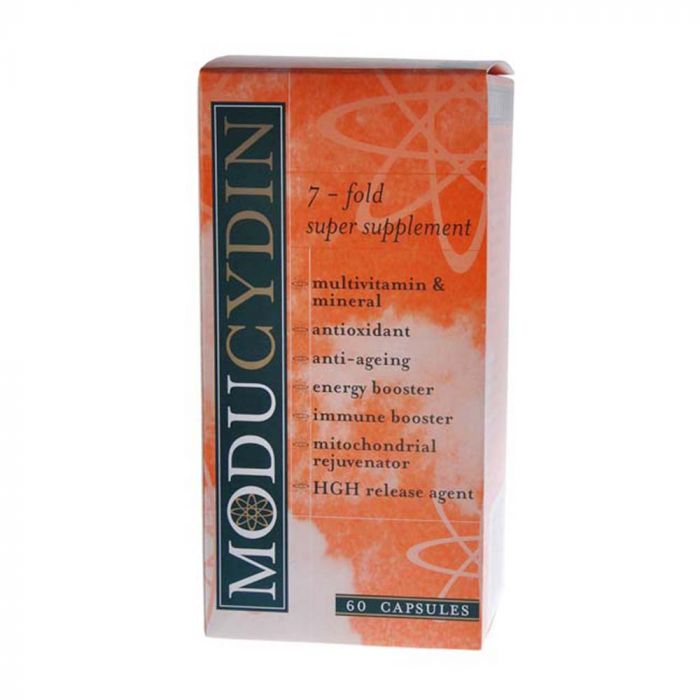 MODUCYDIN
7 - fold
super supplement
multivitamin &
mineral
antioxidant
anti-ageing
energy booster
immune booster
mitochondrial
rejuvenator
HGH release agent
60 CAPSULES